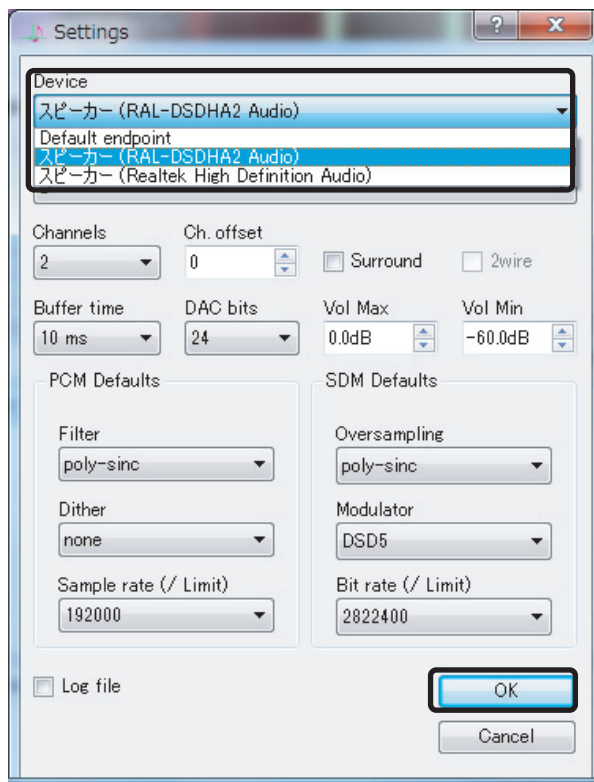 Settings
?
Device
スピーカー (RAL-DSDHA2 Audio)
Default endpoint
スピーカー (RAL-DSDHA2 Audio)
スピーカー (Realtek High Definition Audio)
Channels Ch. offset
2 0 Surround 2wire
Buffer time DAC bits Vol Max Vol Min
10 ms 24 0.0dB -60.0dB
PCM Defaults SDM Defaults
Filter Oversampling
poly-sinc poly-sinc
Dither Modulator
none DSD5
Sample rate (/ Limit) Bit rate (/ Limit)
192000 2822400
Log file OK
Cancel